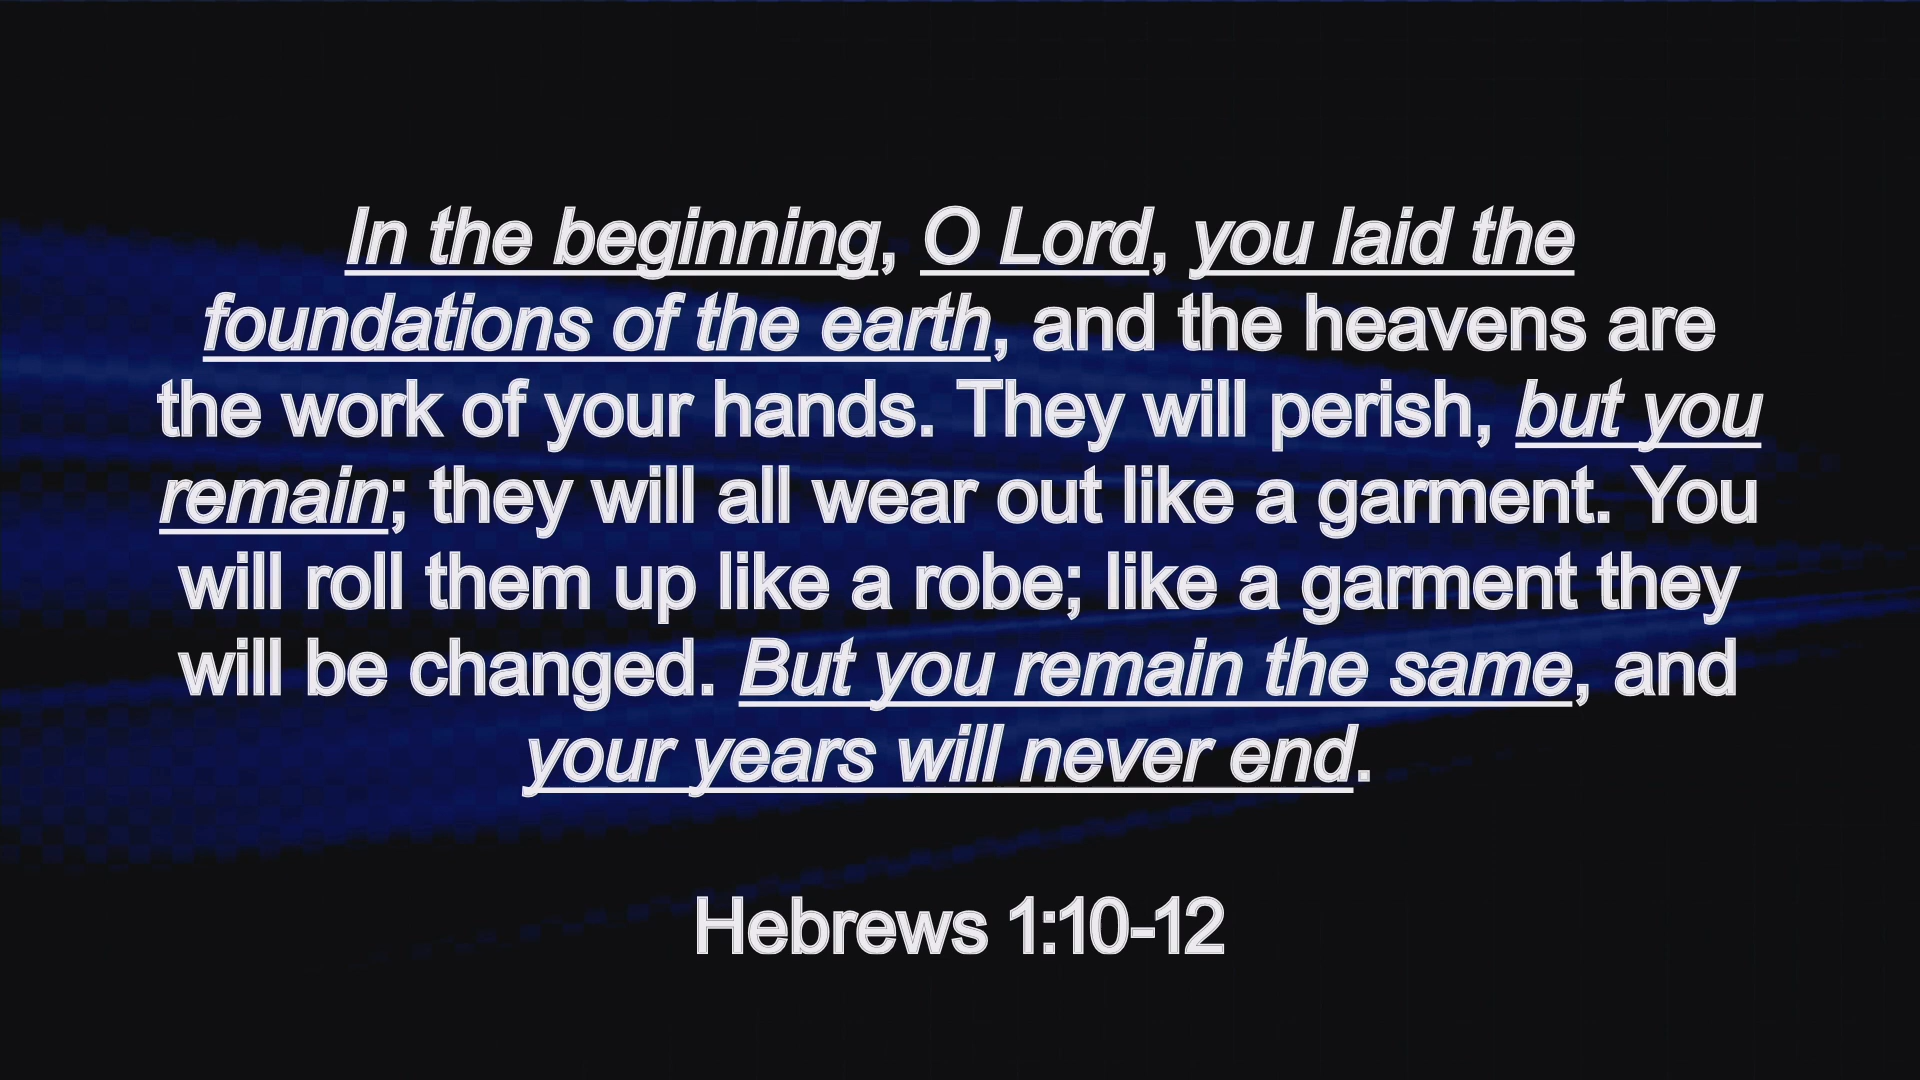 In the beginning, O Lord, you laid the
foundations of the earth, and the heavens are
the work of your hands. They will perish, but you
remain; they will all wear out like a garment. You
will roll them up like a robe; like a garment they
will be changed. But you remain the same, and
your years will never end.
Hebrews 1:10-12